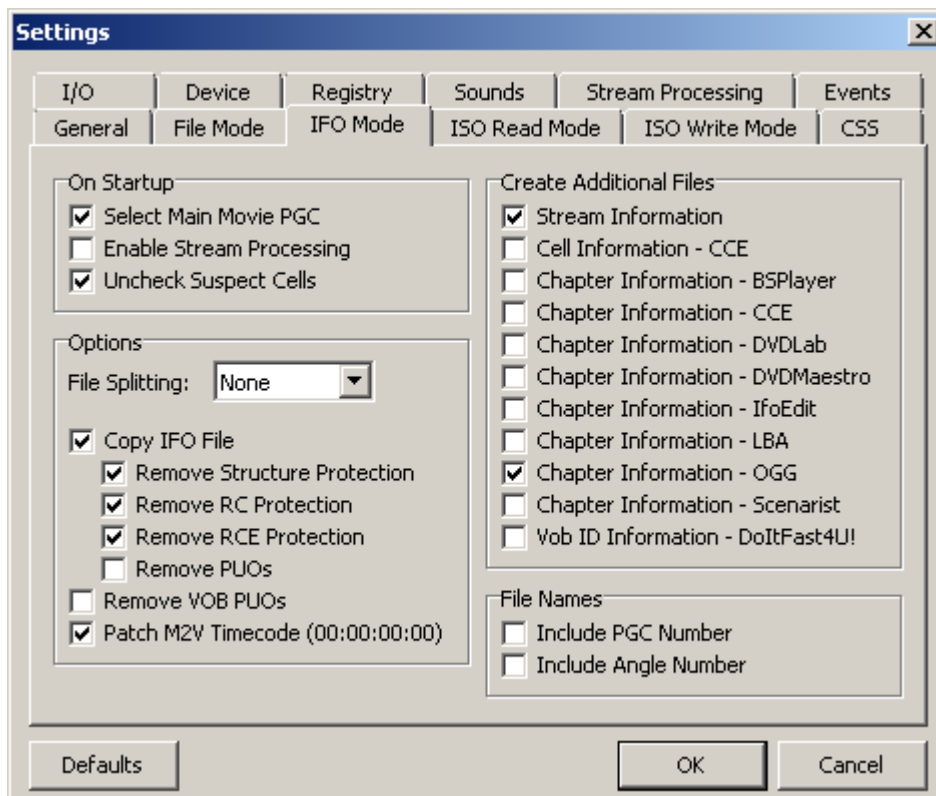 Settings
I/O Device Registry Sounds Stream Processing Events
General File Mode IFO Mode ISO Read Mode ISO Write Mode CSS
On Startup
Select Main Movie PGC
Enable Stream Processing
Uncheck Suspect Cells
Options
File Splitting: None
Copy IFO File
Remove Structure Protection
Remove RC Protection
Remove RCE Protection
Remove PUOs
Remove VOB PUOs
Patch M2V Timecode (00:00:00:00)
Create Additional Files
Stream Information
Cell Information - CCE
Chapter Information - BSPlayer
Chapter Information - CCE
Chapter Information - DVDLab
Chapter Information - DVDMaestro
Chapter Information - IfoEdit
Chapter Information - LBA
Chapter Information - OGG
Chapter Information - Scenarist
Vob ID Information - DoItFast4U!
File Names
Include PGC Number
Include Angle Number
Defaults OK Cancel